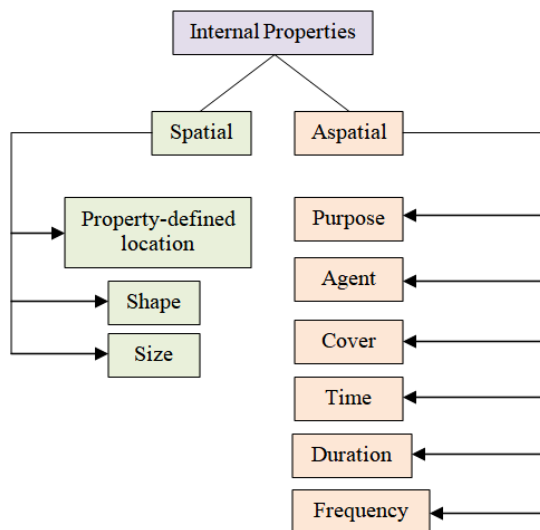 Internal Properties
Spatial
Aspatial
Property-defined
location
Shape
Size
Purpose
Agent
Cover
Time
Duration
Frequency